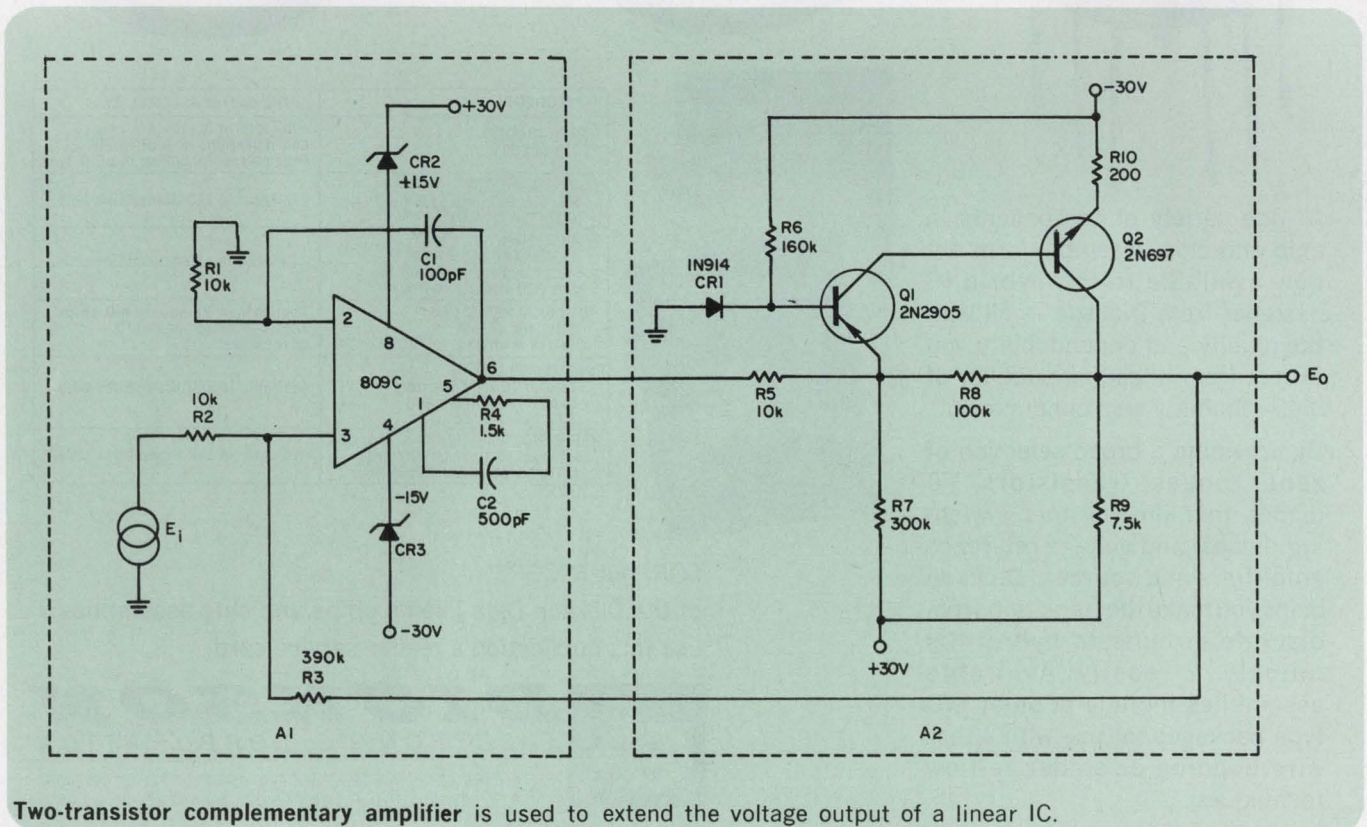 +30V
CR2
+15V
C1
100pF
R1
10k
2
8
6
809C
5
R4
1.5k
1
10k
R2
3
4
C2
500pF
-15V
CR3
Ei
-30V
390k
R3
A1
-30V
R10
200
R6
160k
Q2
2N697
1N914
CR1
Q1
2N2905
R5
10k
R8
100k
EO
R7
300k
R9
7.5k
+30V
A2
Two-transistor complementary amplifier is used to extend the voltage output of a linear IC.